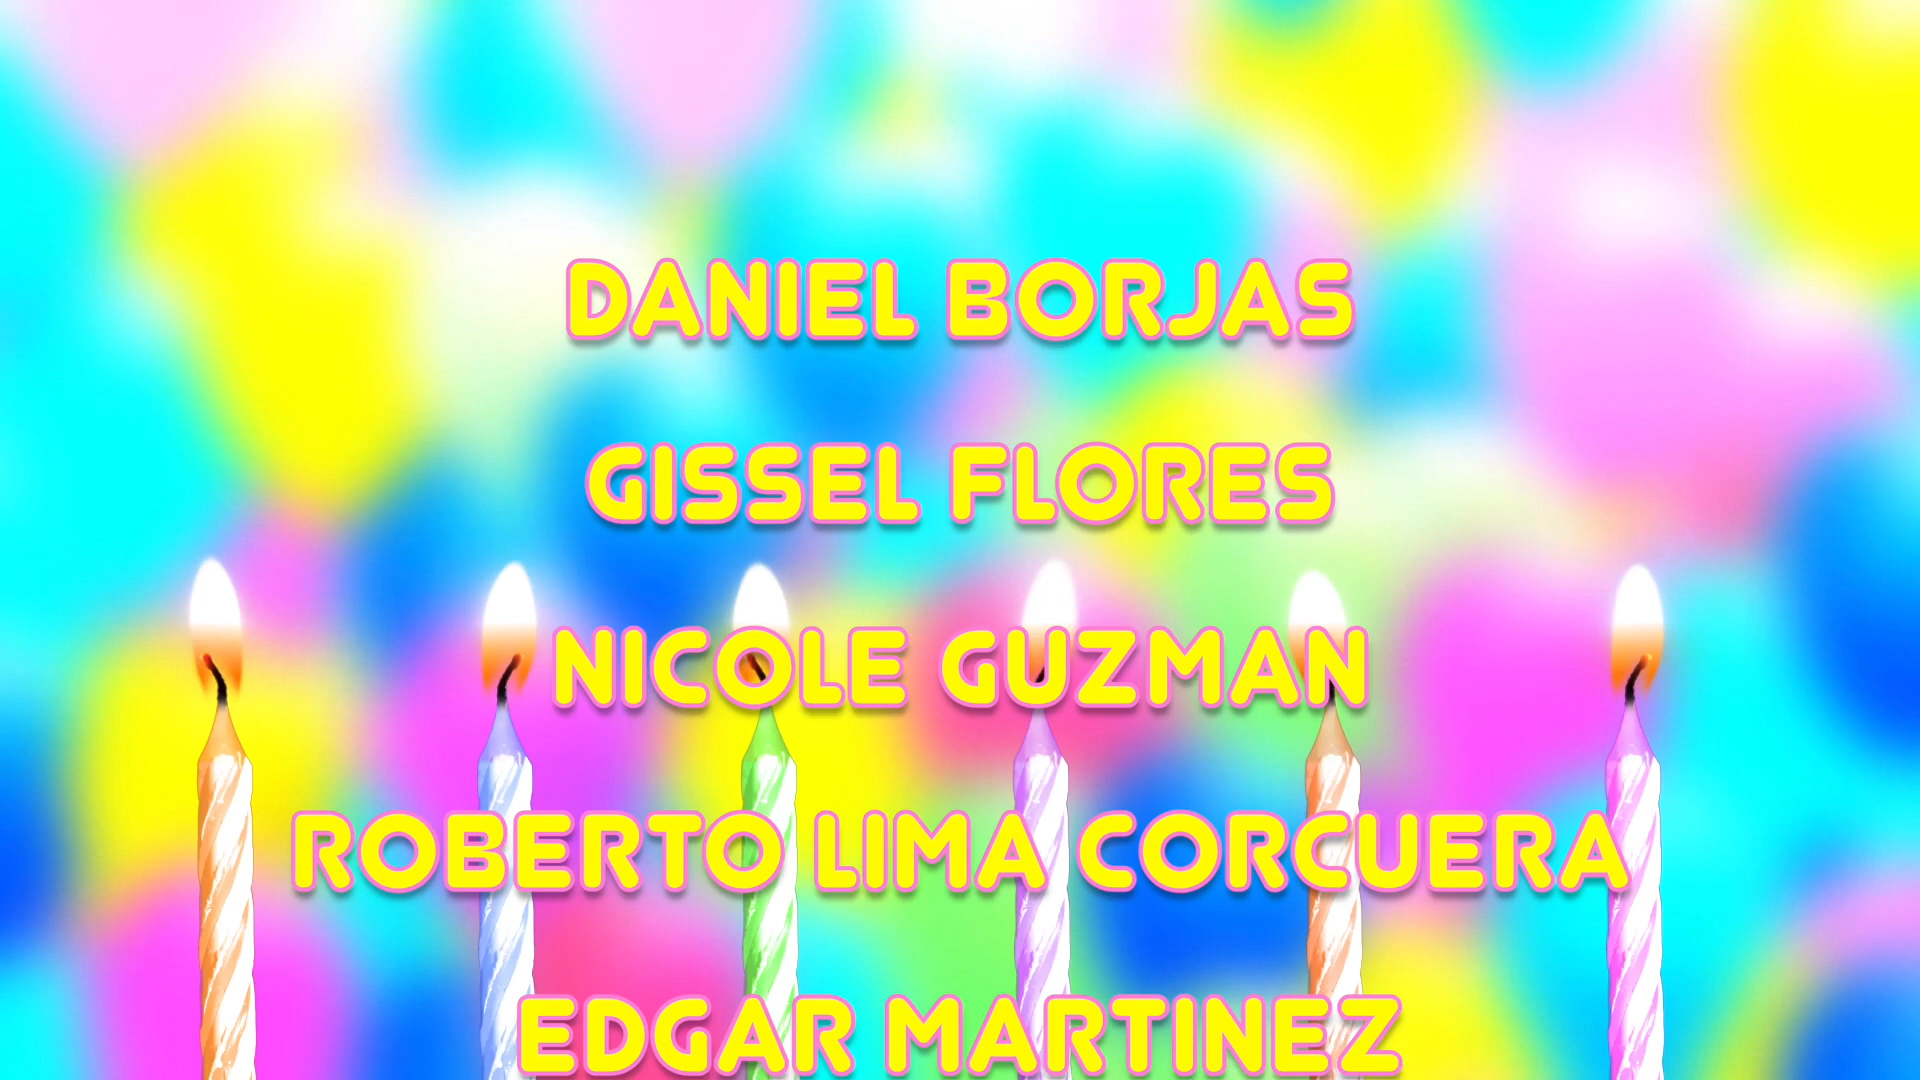 DANIEL BORJAS
GISSEL FLORES
NICOLE GUZMAN
ROBERTO LIMA CORCUERA
EDGAR MARTINEZ